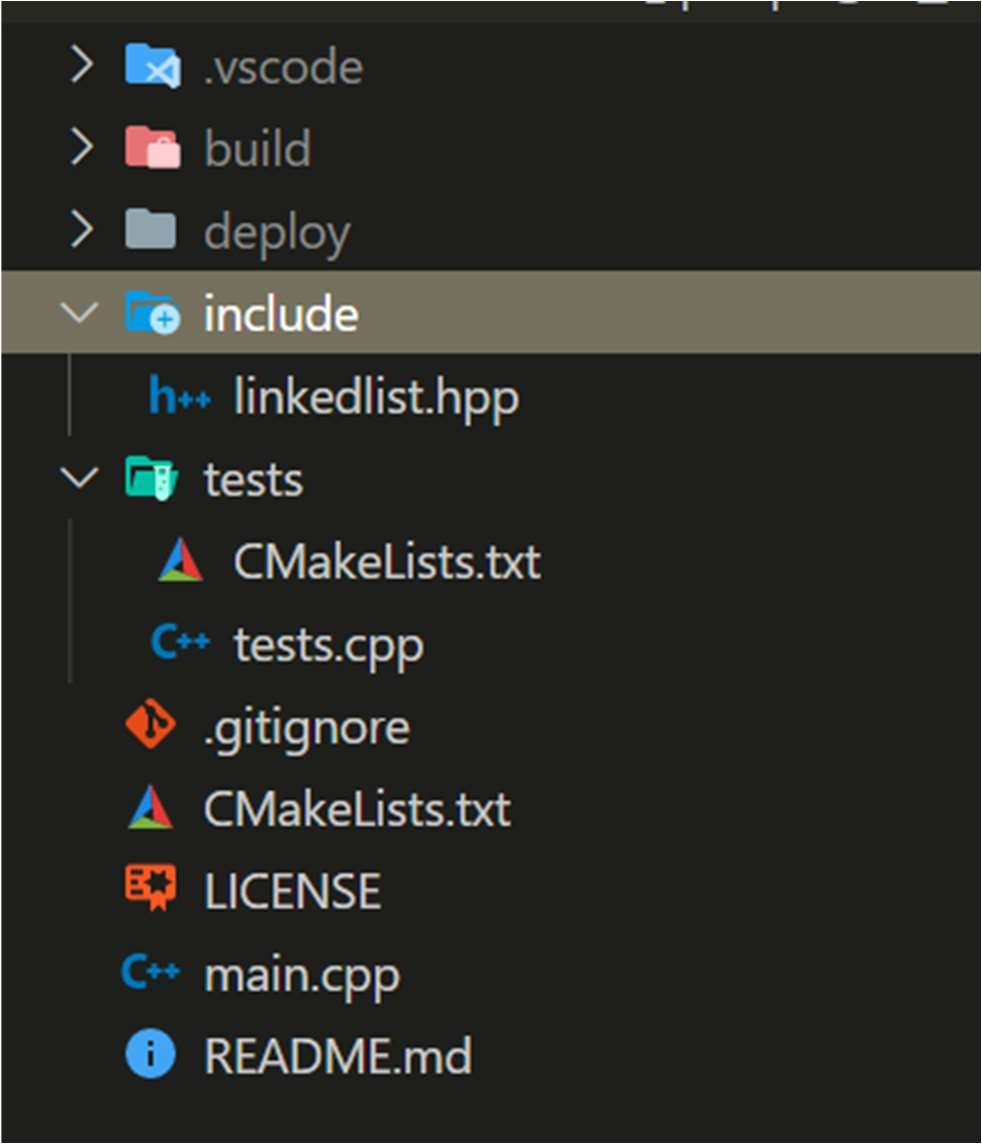 .vscode
build
deploy
include
linkedlist.hpp
tests
CMakeLists.txt
tests.cpp
.gitignore
CMakeLists.txt
LICENSE
main.cpp
README.md